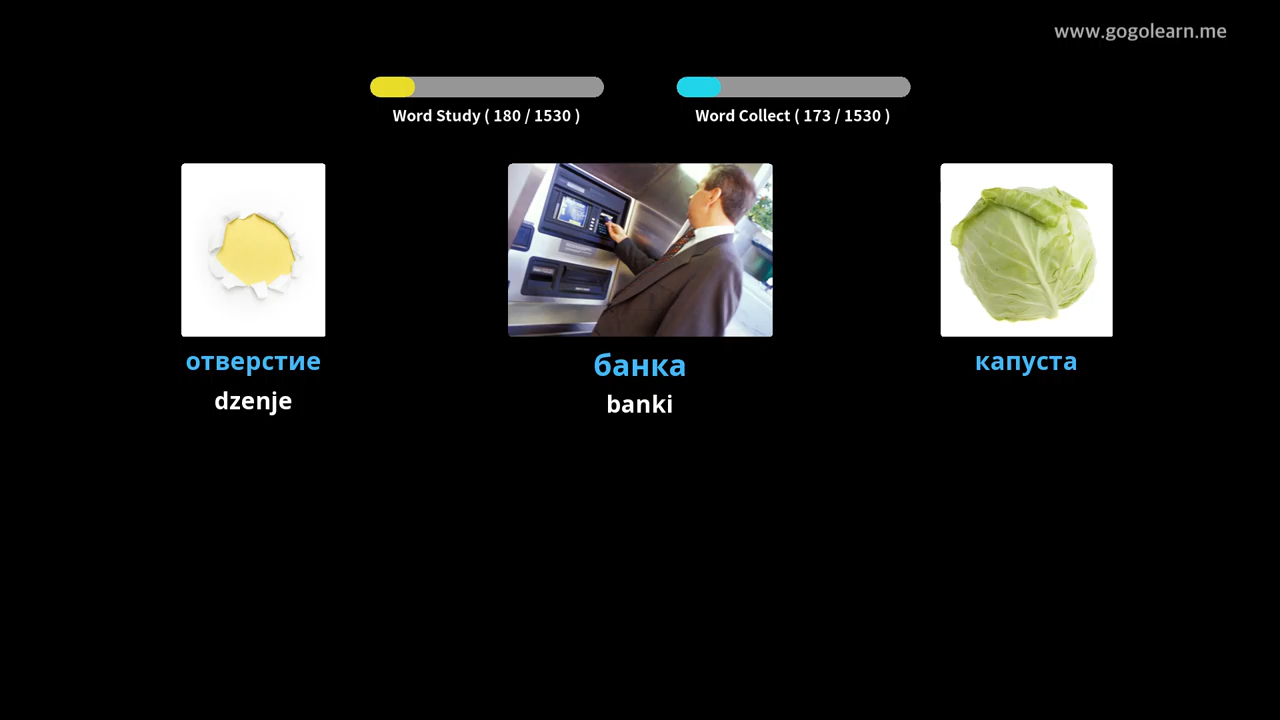 www.gogolearn.me
Word Study ( 180 / 1530 )
Word Collect ( 173 / 1530 )
отверстие
dzenje
банка
banki
капуста